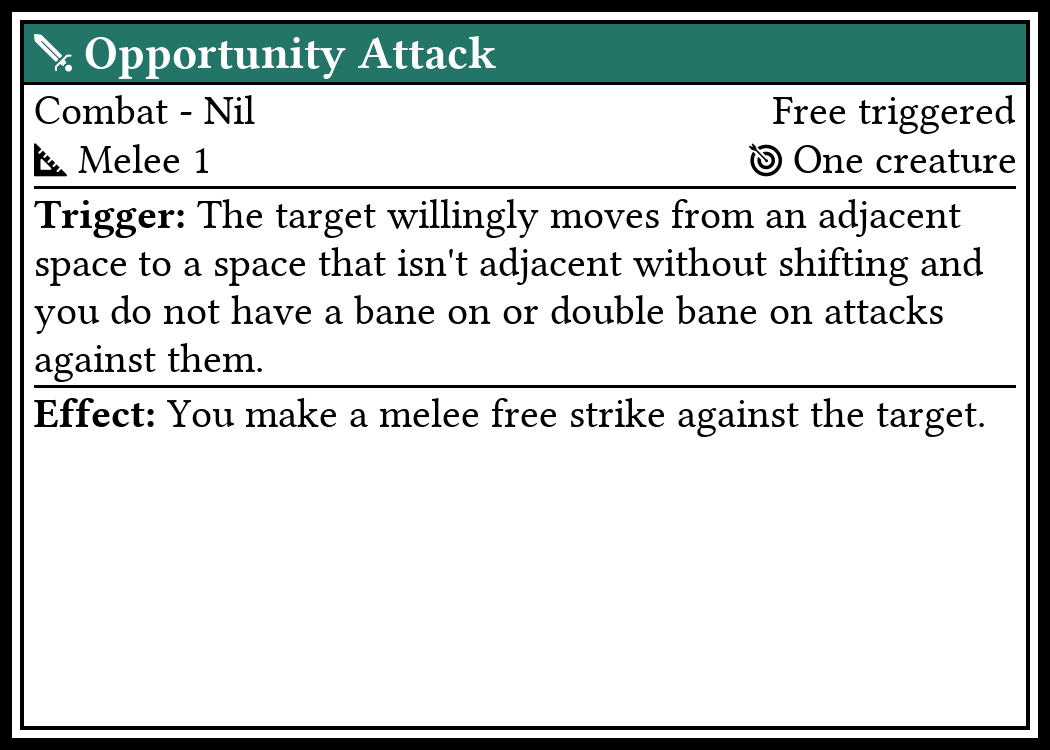 Opportunity Attack
Combat - Nil Free triggered
Melee 1 One creature
Trigger: The target willingly moves from an adjacent
space to a space that isn't adjacent without shifting and
you do not have a bane on or double bane on attacks
against them.
Effect: You make a melee free strike against the target.